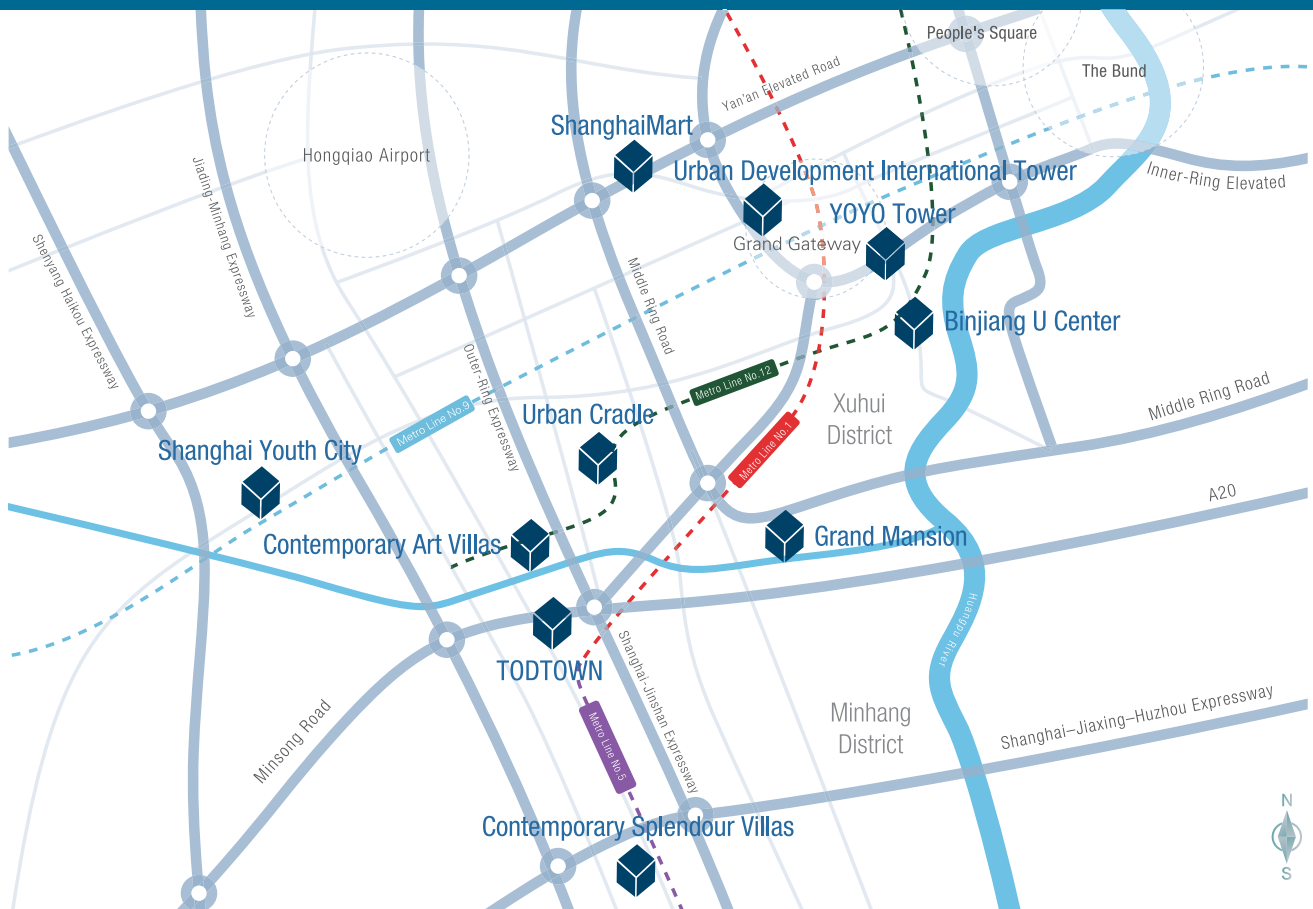 People's Square
The Bund
Yan'an Elevated Road
ShanghaiMart
Hongqiao Airport
Urban Development International Tower
Inner-Ring Elevated
Jiading-Minhang Expressway
YOYO Tower
Grand Gateway
Shenyang Haikou Expressway
Middle Ring Road
Binjiang U Center
Outer-Ring Expressway
Metro Line No.12
Middle Ring Road
Urban Cradle
Metro Line No.9
Xuhui
District
Metro Line No.1
Shanghai Youth City
A20
Contemporary Art Villas
Grand Mansion
Huangpu River
TODTOWN
Shanghai-Jinshan Expressway
Minsong Road
Metro Line No.5
Minhang
District
Shanghai–Jiaxing–Huzhou Expressway
Contemporary Splendour Villas
N
S